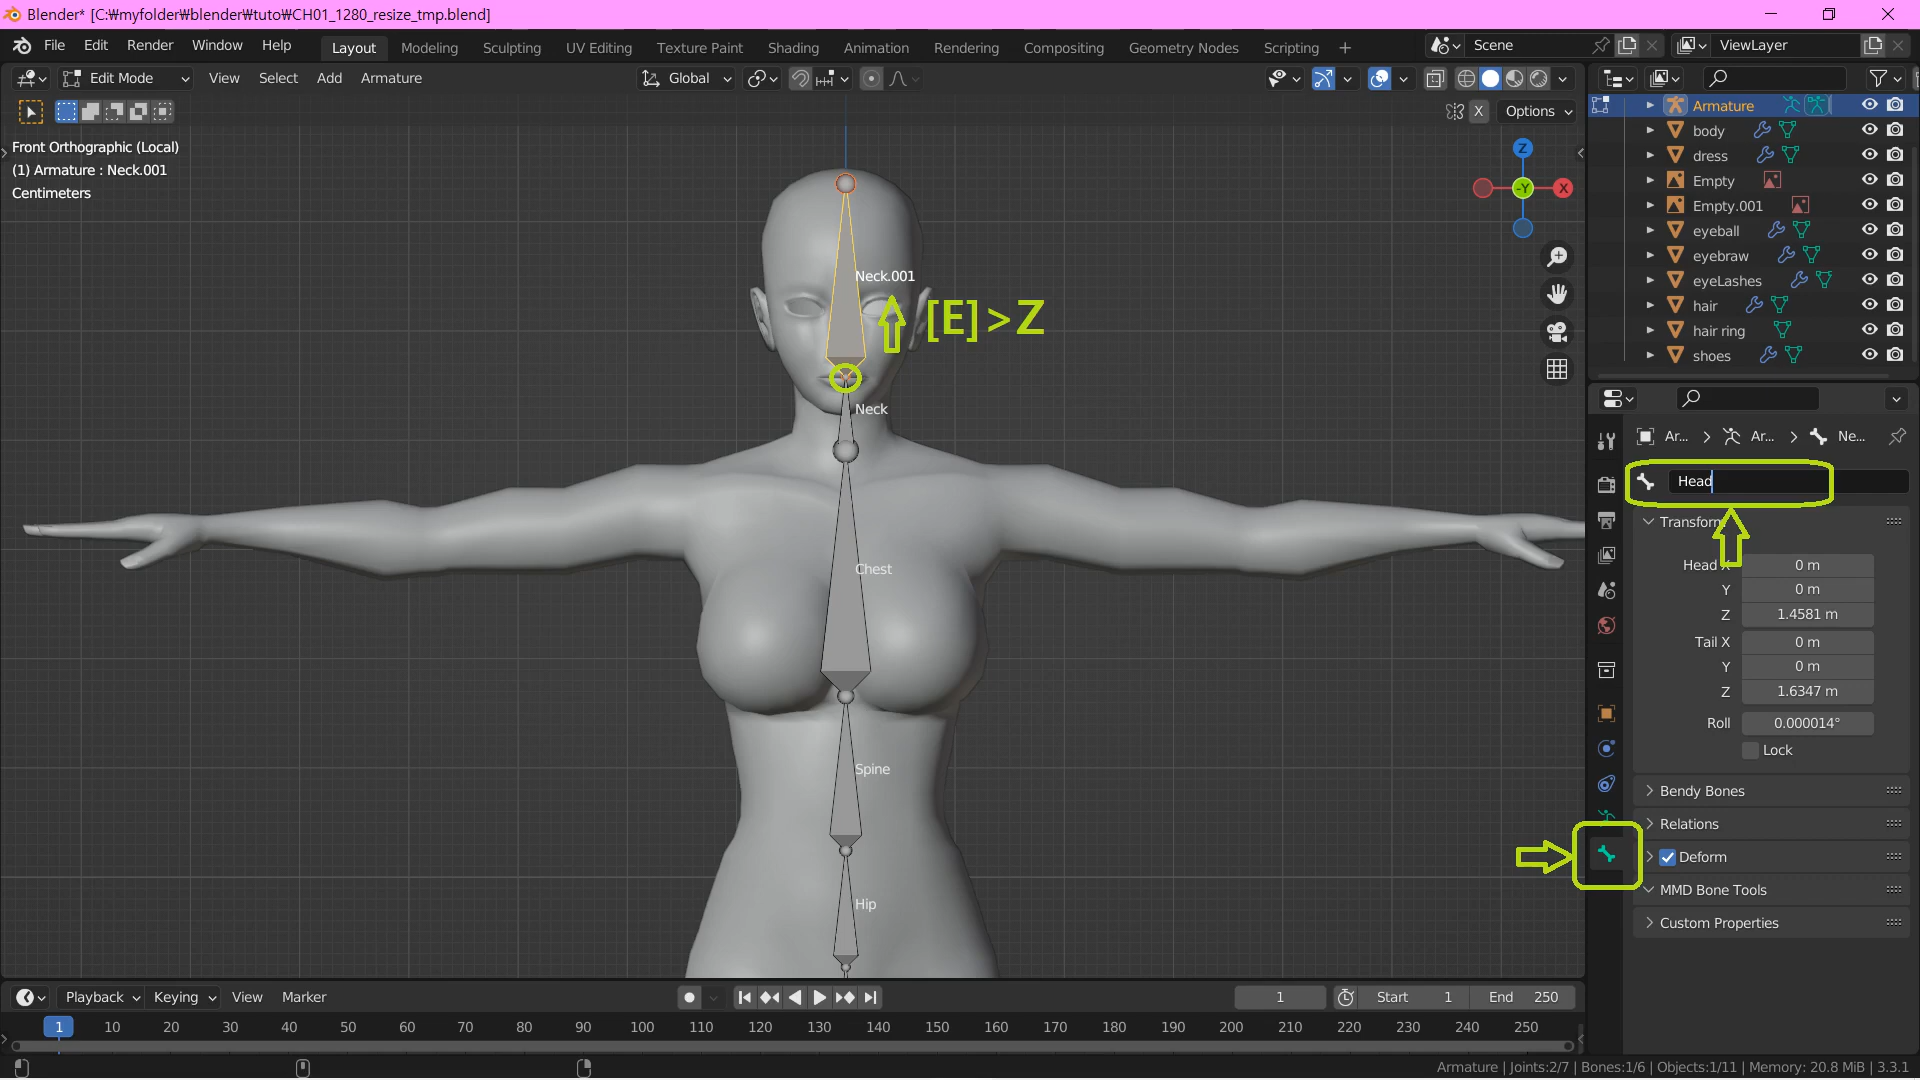 Blender* [C:₩myfolder₩blender₩tuto₩CH01_1280_resize_tmp.blend]
File Edit Render Window Help Layout Modeling Sculpting UV Editing Texture Paint Shading Animation Rendering Compositing Geometry Nodes Scripting + Scene ViewLayer
Edit Mode View Select Add Armature Global
X Options
Front Orthographic (Local)
(1) Armature : Neck.001
Centimeters
Z
-Y X
Neck.001
[E]>Z
Neck
Chest
Spine
Hip
Armature
body
dress
Empty
Empty.001
eyeball
eyebraw
eyeLashes
hair
hair ring
shoes
Ar... > Ar... > Ne...
Head
Transform
Head X 0 m
Y 0 m
Z 1.4581 m
Tail X 0 m
Y 0 m
Z 1.6347 m
Roll 0.000014°
Lock
Bendy Bones
Relations
Deform
MMD Bone Tools
Custom Properties
Playback Keying View Marker 1 Start 1 End 250
1 10 20 30 40 50 60 70 80 90 100 110 120 130 140 150 160 170 180 190 200 210 220 230 240 250
Armature | Joints:2/7 | Bones:1/6 | Objects:1/11 | Memory: 20.8 MiB | 3.3.1